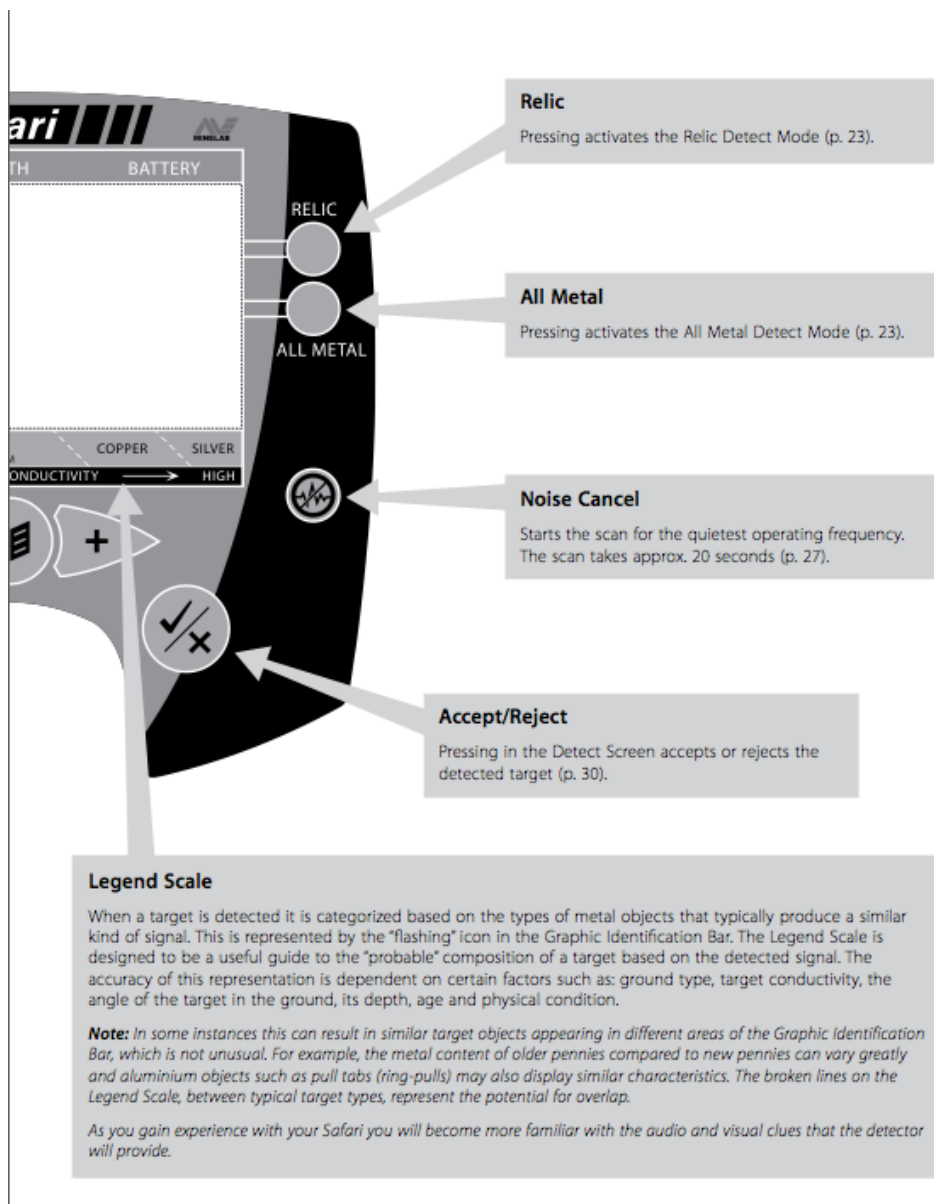 Relic
Pressing activates the Relic Detect Mode (p. 23).
ari
MINELAB
TH
BATTERY
RELIC
All Metal
Pressing activates the All Metal Detect Mode (p. 23).
ALL METAL
M
COPPER
SILVER
ONDUCTIVITY
HIGH
Noise Cancel
Starts the scan for the quietest operating frequency.
The scan takes approx. 20 seconds (p. 27).
+
Accept/Reject
Pressing in the Detect Screen accepts or rejects the
detected target (p. 30).
Legend Scale
When a target is detected it is categorized based on the types of metal objects that typically produce a similar
kind of signal. This is represented by the “flashing” icon in the Graphic Identification Bar. The Legend Scale is
designed to be a useful guide to the “probable” composition of a target based on the detected signal. The
accuracy of this representation is dependent on certain factors such as: ground type, target conductivity, the
angle of the target in the ground, its depth, age and physical condition.
Note: In some instances this can result in similar target objects appearing in different areas of the Graphic Identification
Bar, which is not unusual. For example, the metal content of older pennies compared to new pennies can vary greatly
and aluminium objects such as pull tabs (ring-pulls) may also display similar characteristics. The broken lines on the
Legend Scale, between typical target types, represent the potential for overlap.
As you gain experience with your Safari you will become more familiar with the audio and visual clues that the detector
will provide.